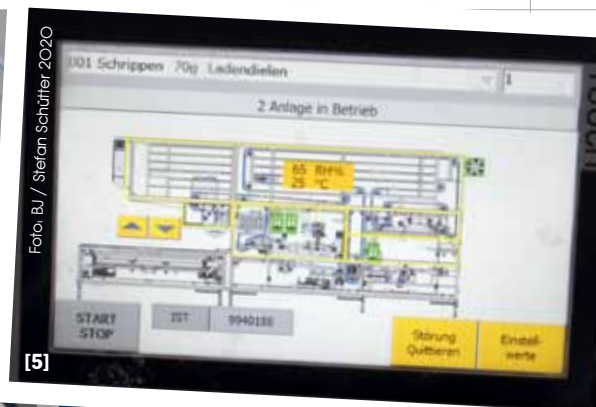 Foto: BJ / Stefan Schütter 2020
001 Schrippen 70g Ladendielen
1
2 Anlage in Betrieb
65 RH%
25 °C
START
STOP
IST
9940188
Störung
Quittieren
Einstell-
werte
[5]